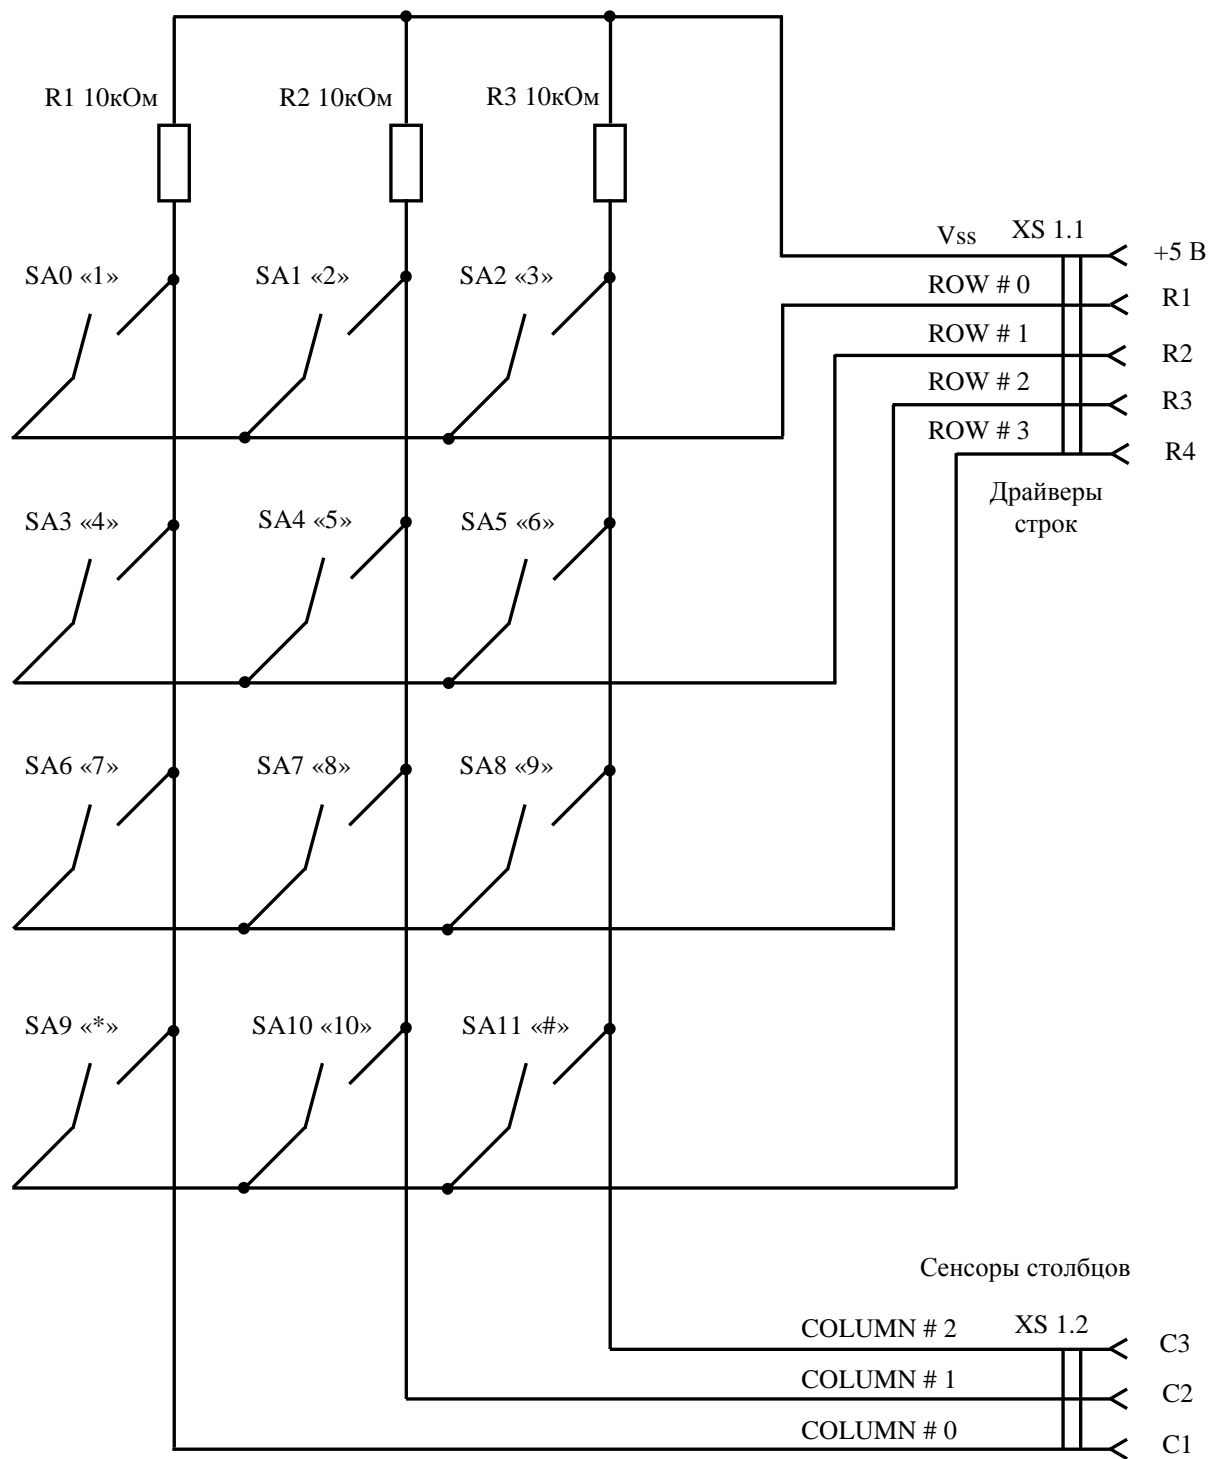 R1 10кОм
R2 10кОм
R3 10кОм
Vss
XS 1.1
+5 В
SA0 «1»
SA1 «2»
SA2 «3»
ROW # 0
R1
ROW # 1
R2
ROW # 2
R3
ROW # 3
R4
Драйверы
строк
SA3 «4»
SA4 «5»
SA5 «6»
SA6 «7»
SA7 «8»
SA8 «9»
SA9 «*»
SA10 «10»
SA11 «#»
Сенсоры столбцов
COLUMN # 2
XS 1.2
C3
COLUMN # 1
C2
COLUMN # 0
C1